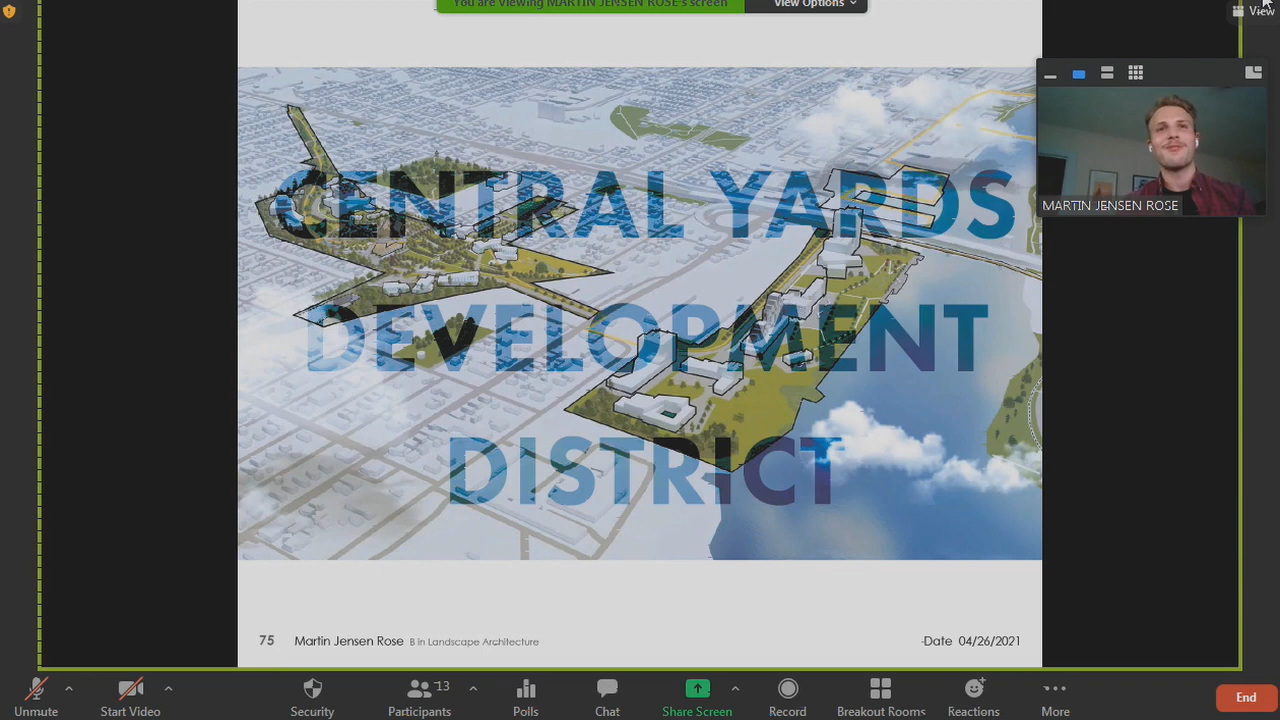 You are viewing MARTIN JENSEN ROSE's screen
View Options
View
MARTIN JENSEN ROSE
CENTRAL YARDS
DEVELOPMENT
DISTRICT
75 Martin Jensen Rose B in Landscape Architecture
-Date 04/26/2021
Unmute
Start Video
Security
Participants
13
Polls
Chat
Share Screen
Record
Breakout Rooms
Reactions
More
End